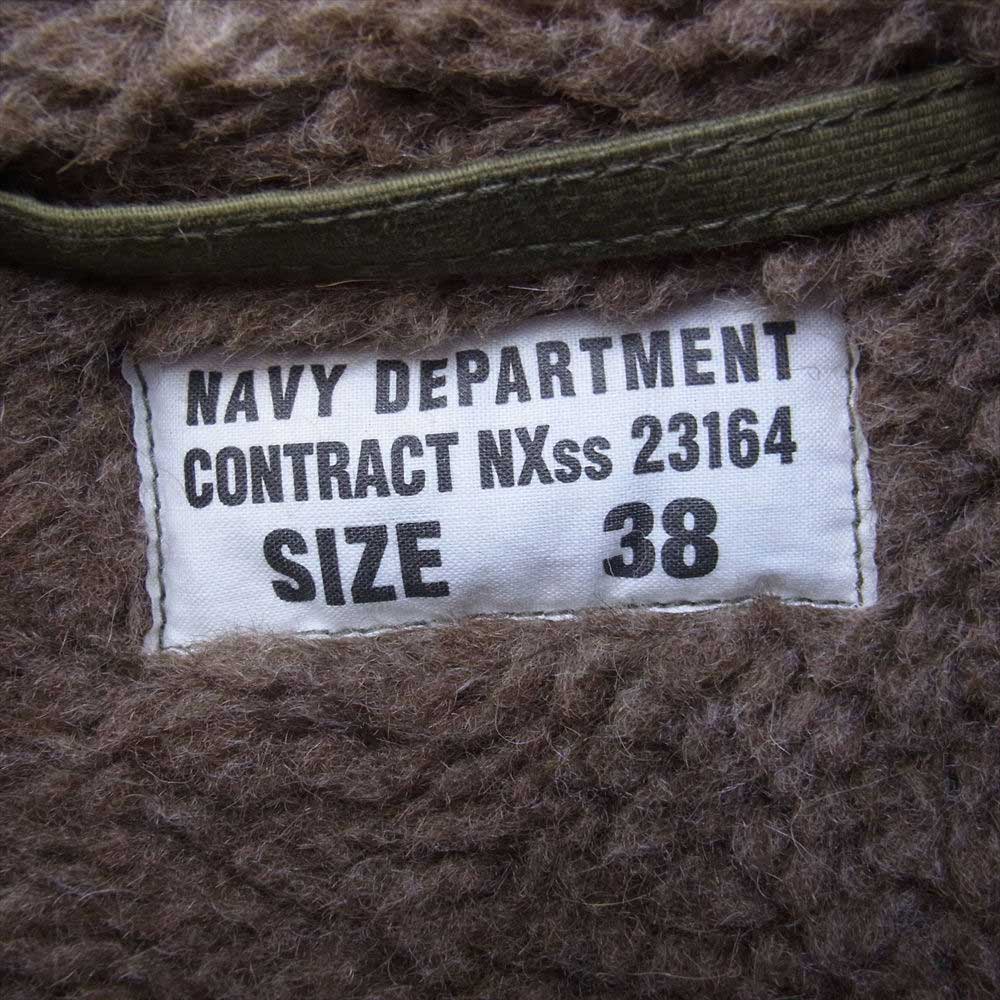 NAVY DEPARTMENT
CONTRACT NXss 23164
SIZE 38